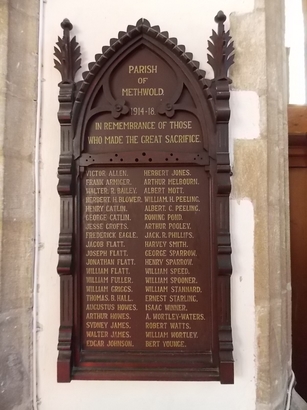 PARISH
OF
METHWOLD.
1914-18
IN REMEMBRANCE OF THOSE
WHO MADE THE GREAT SACRIFICE.
VICTOR ALLEN. HERBERT JONES.
FRANK ARNGER. ARTHUR MELBOURN.
WALTER R. BAILEY. ALBERT MOTT.
HERBERT H. BLOWER. WILLIAM H. PEELING.
HENRY CATLIN. ALBERT C. PEELING.
GEORGE CATLIN. ROHING POND.
JESSE CROFTS. ARTHUR POOLEY.
FREDERICK EAGLE. JACK R. PHILLIPS.
JACOB FLATT. HARVEY SMITH.
JOSEPH FLATT. GEORGE SPARROW.
JONATHAN FLATT. HENRY SPARROW.
WILLIAM FLATT. WILLIAM SPEED.
WILLIAM FULLER. WILLIAM SPOONER.
WILLIAM GRIGGS. WILLIAM STANNARD.
THOMAS R. HALL. ERNEST STARLING.
AUGUSTUS HOWES. ISAAC WINNER.
ARTHUR HOWES. A. WORTLEY-WATERS.
SYDNEY JAMES. ROBERT WATTS.
WALTER JAMES. WILLIAM WORTLEY.
EDGAR JOHNSON. BERT YOUNGE.